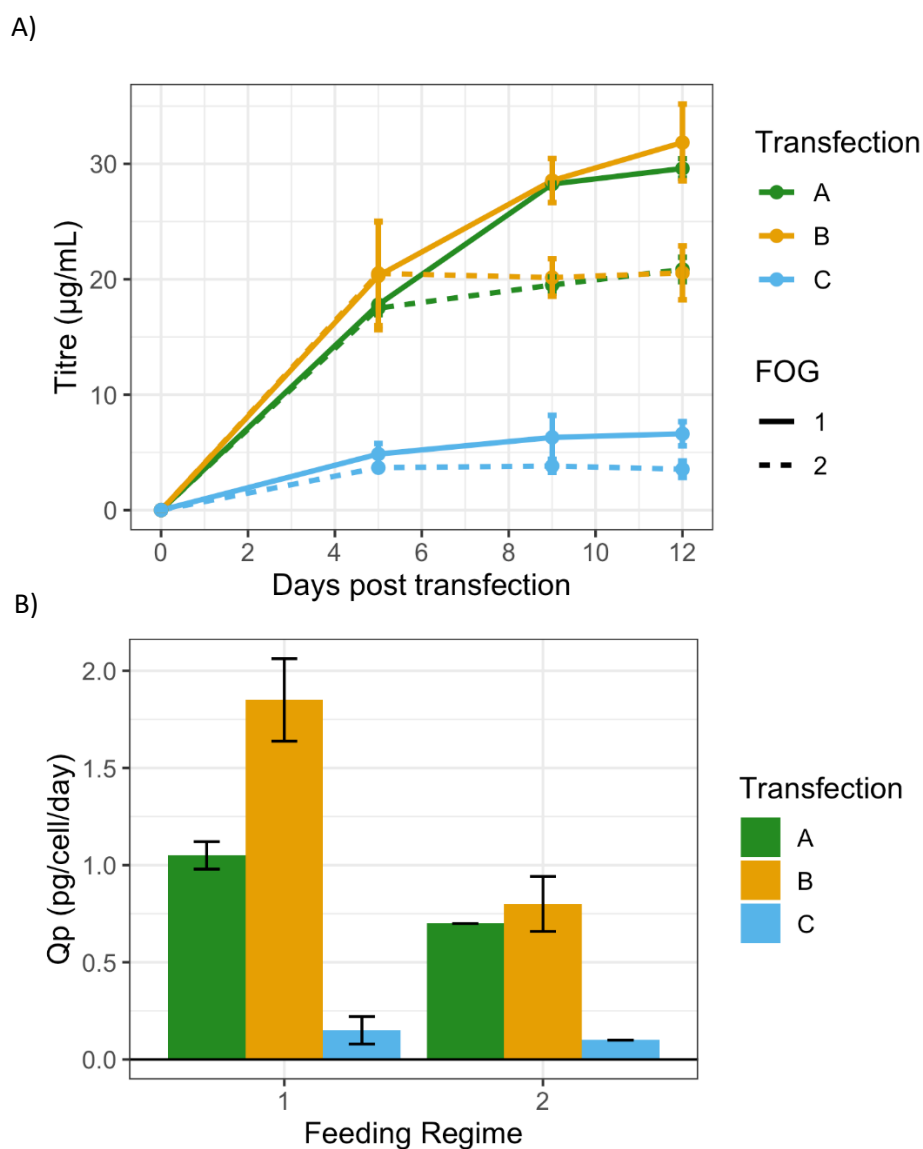 A)
Titre (µg/mL)
30
20
10
0
0 2 4 6 8 10 12
Days post transfection
Transfection
A
B
C
FOG
1
2
B)
Qp (pg/cell/day)
2.0
1.5
1.0
0.5
0.0
1 2
Feeding Regime
Transfection
A
B
C